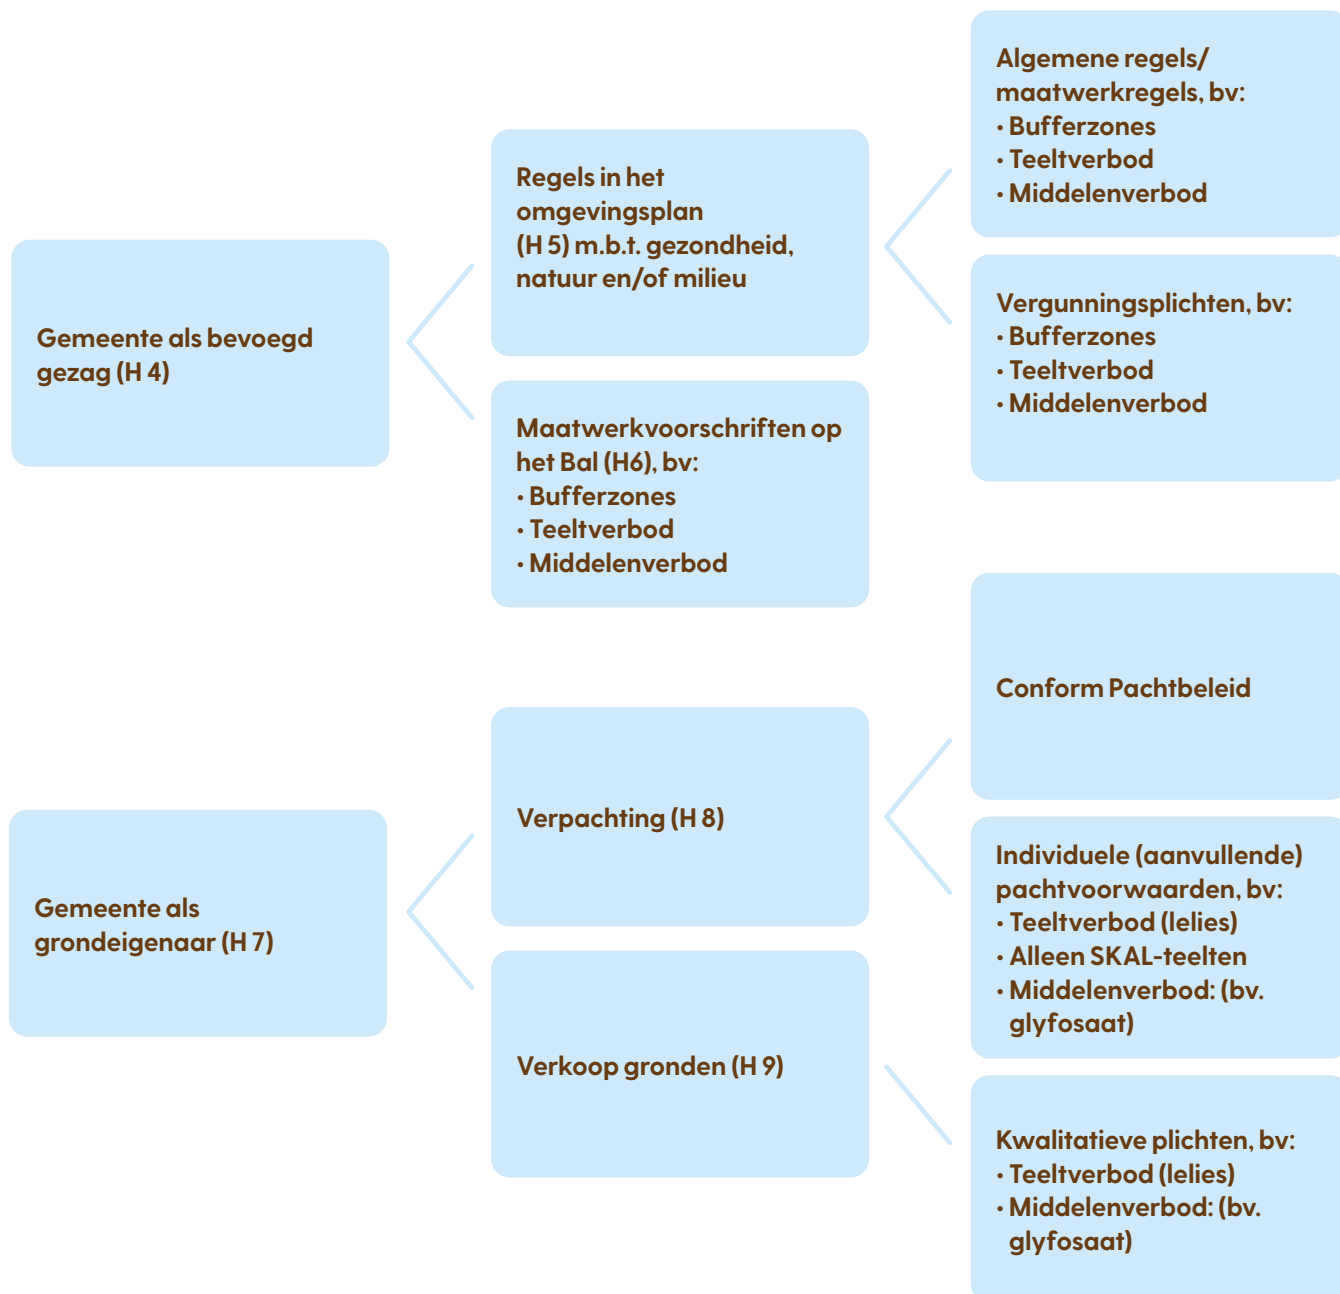 Gemeente als bevoegd
gezag (H 4)
Regels in het
omgevingsplan
(H 5) m.b.t. gezondheid,
natuur en/of milieu
Algemene regels/
maatwerkregels, bv:
• Bufferzones
• Teeltverbod
• Middelenverbod
Vergunningsplichten, bv:
• Bufferzones
• Teeltverbod
• Middelenverbod
Maatwerkvoorschriften op
het Bal (H6), bv:
• Bufferzones
• Teeltverbod
• Middelenverbod
Gemeente als
grondeigenaar (H 7)
Verpachting (H 8)
Conform Pachtbeleid
Individuele (aanvullende)
pachtvoorwaarden, bv:
• Teeltverbod (lelies)
• Alleen SKAL-teelten
• Middelenverbod: (bv.
glyfosaat)
Verkoop gronden (H 9)
Kwalitatieve plichten, bv:
• Teeltverbod (lelies)
• Middelenverbod: (bv.
glyfosaat)